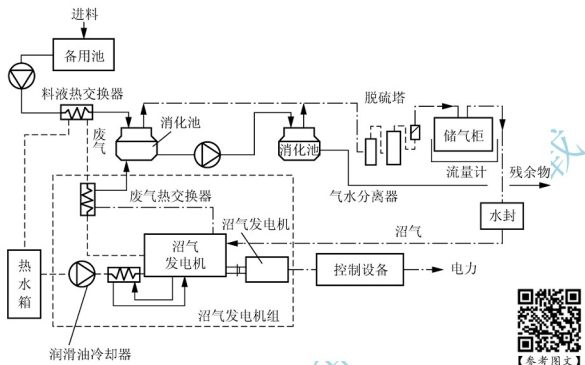 进料
备用池
料液热交换器
废气
消化池
消化池
脱硫塔
储气柜
流量计
残余物
气水分离器
水封
废气热交换器
沼气
沼气发电机
沼气
发电机
控制设备
电力
热水箱
沼气发电机组
润滑油冷却器
【参考图文】